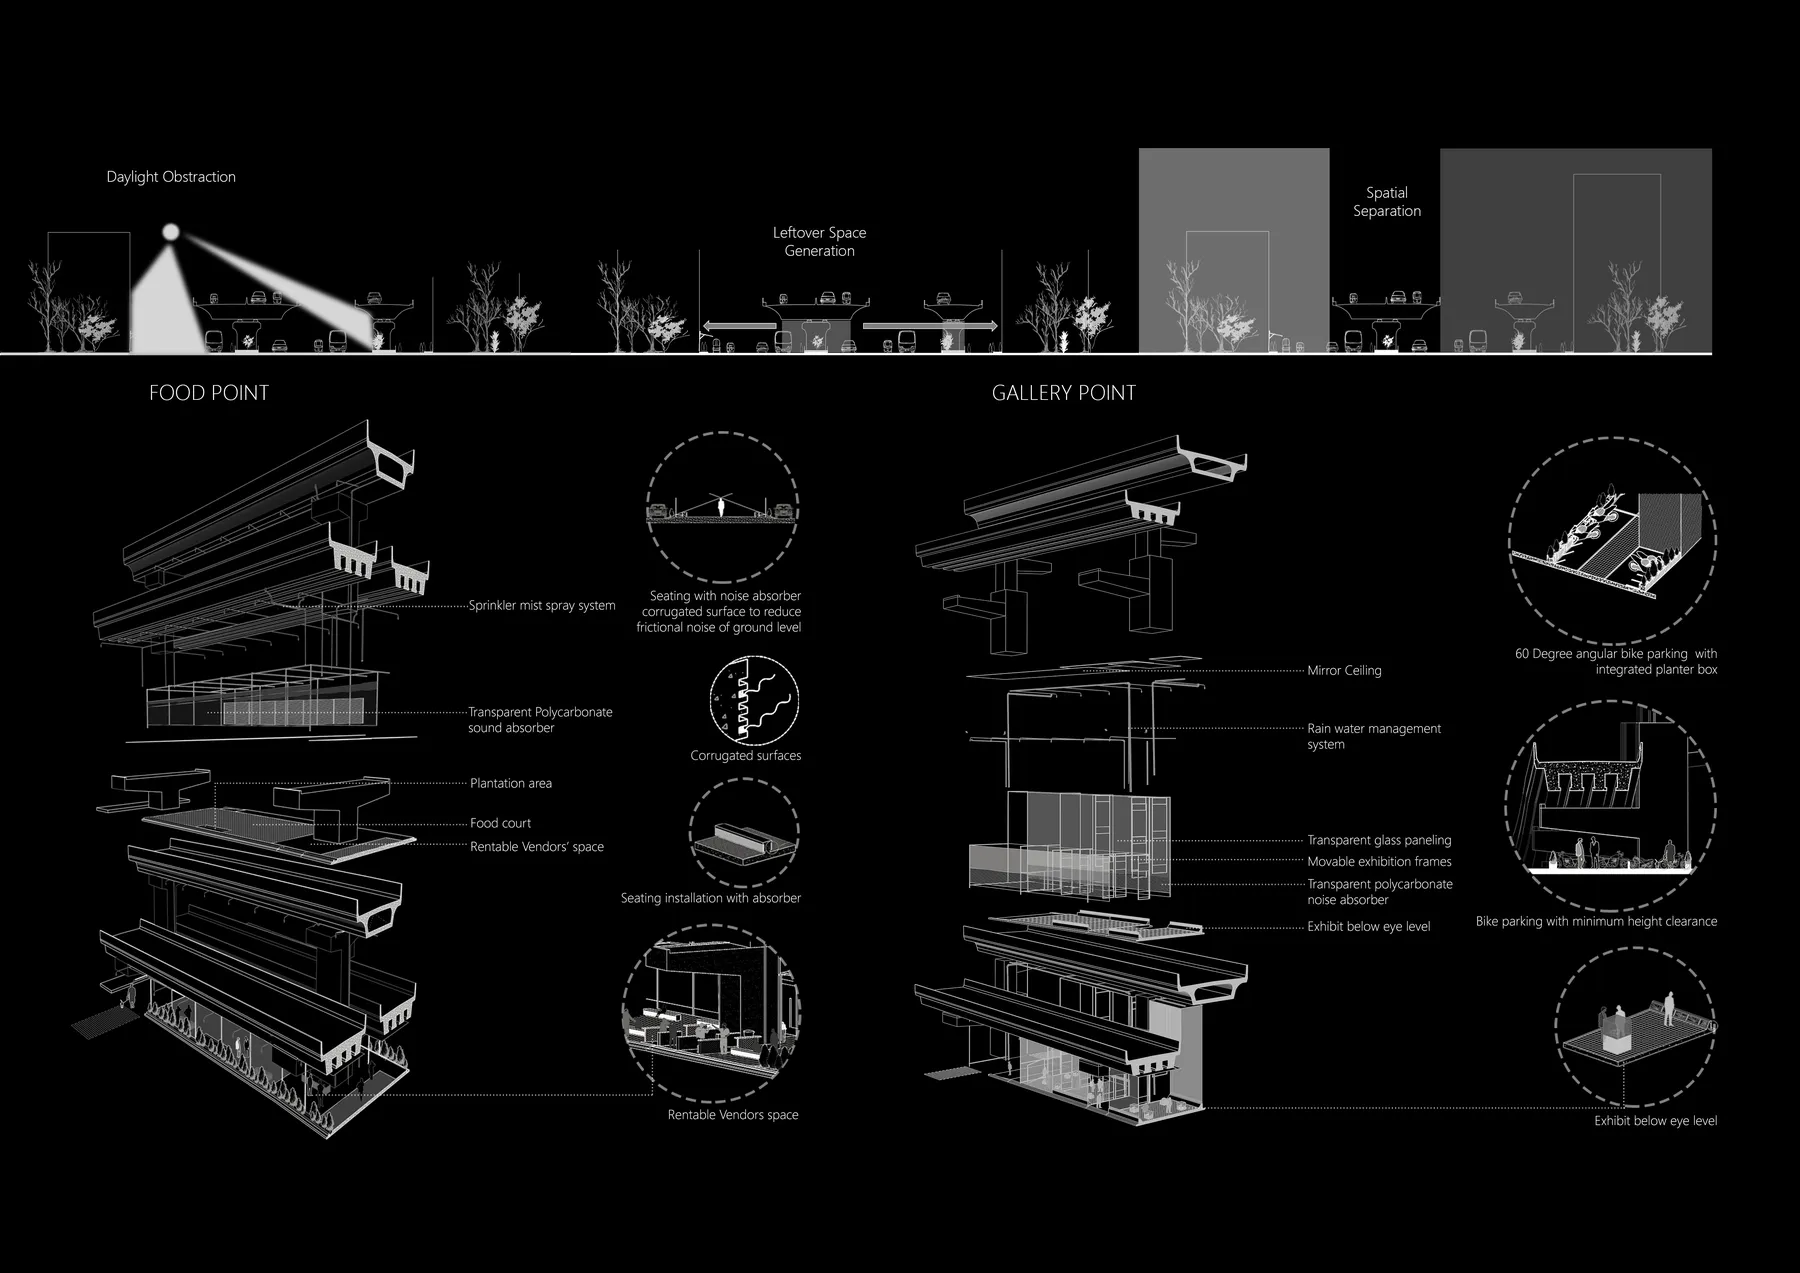 Daylight Obstraction
Leftover Space
Generation
Spatial
Separation
FOOD POINT
Sprinkler mist spray system
Transparent Polycarbonate
sound absorber
Plantation area
Food court
Rentable Vendors' space
Seating with noise absorber
corrugated surface to reduce
frictional noise of ground level
Corrugated surfaces
Seating installation with absorber
Rentable Vendors space
GALLERY POINT
Mirror Ceiling
Rain water management
system
Transparent glass paneling
Movable exhibition frames
Transparent polycarbonate
noise absorber
Exhibit below eye level
60 Degree angular bike parking with
integrated planter box
Bike parking with minimum height clearance
Exhibit below eye level